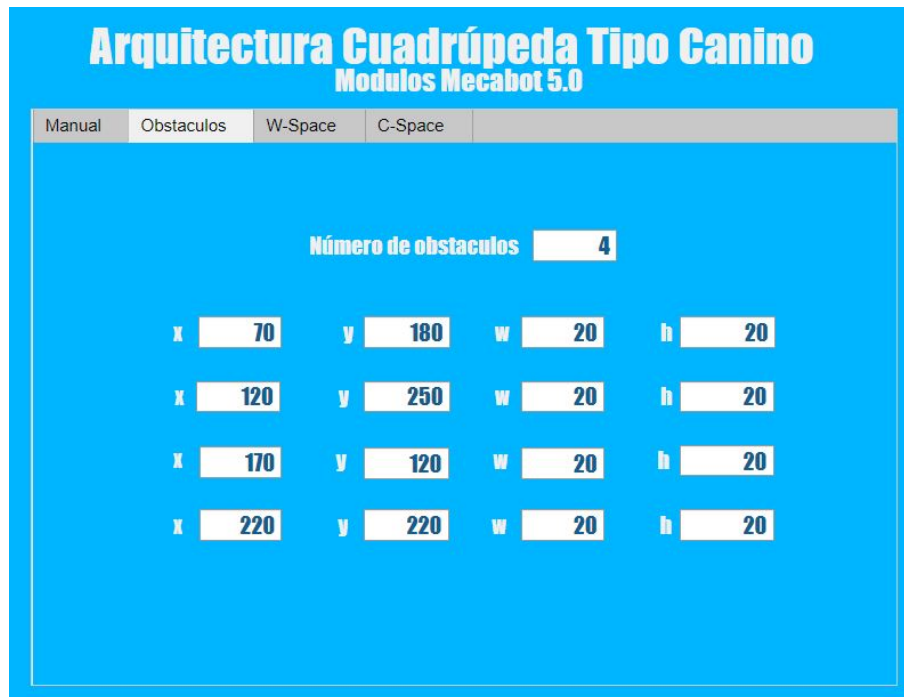 Arquitectura Cuadrúpeda Tipo Canino
Modulos Mecabot 5.0
Manual Obstaculos W-Space C-Space
Número de obstaculos 4
x 70 y 180 w 20 h 20
x 120 y 250 w 20 h 20
x 170 y 120 w 20 h 20
x 220 y 220 w 20 h 20